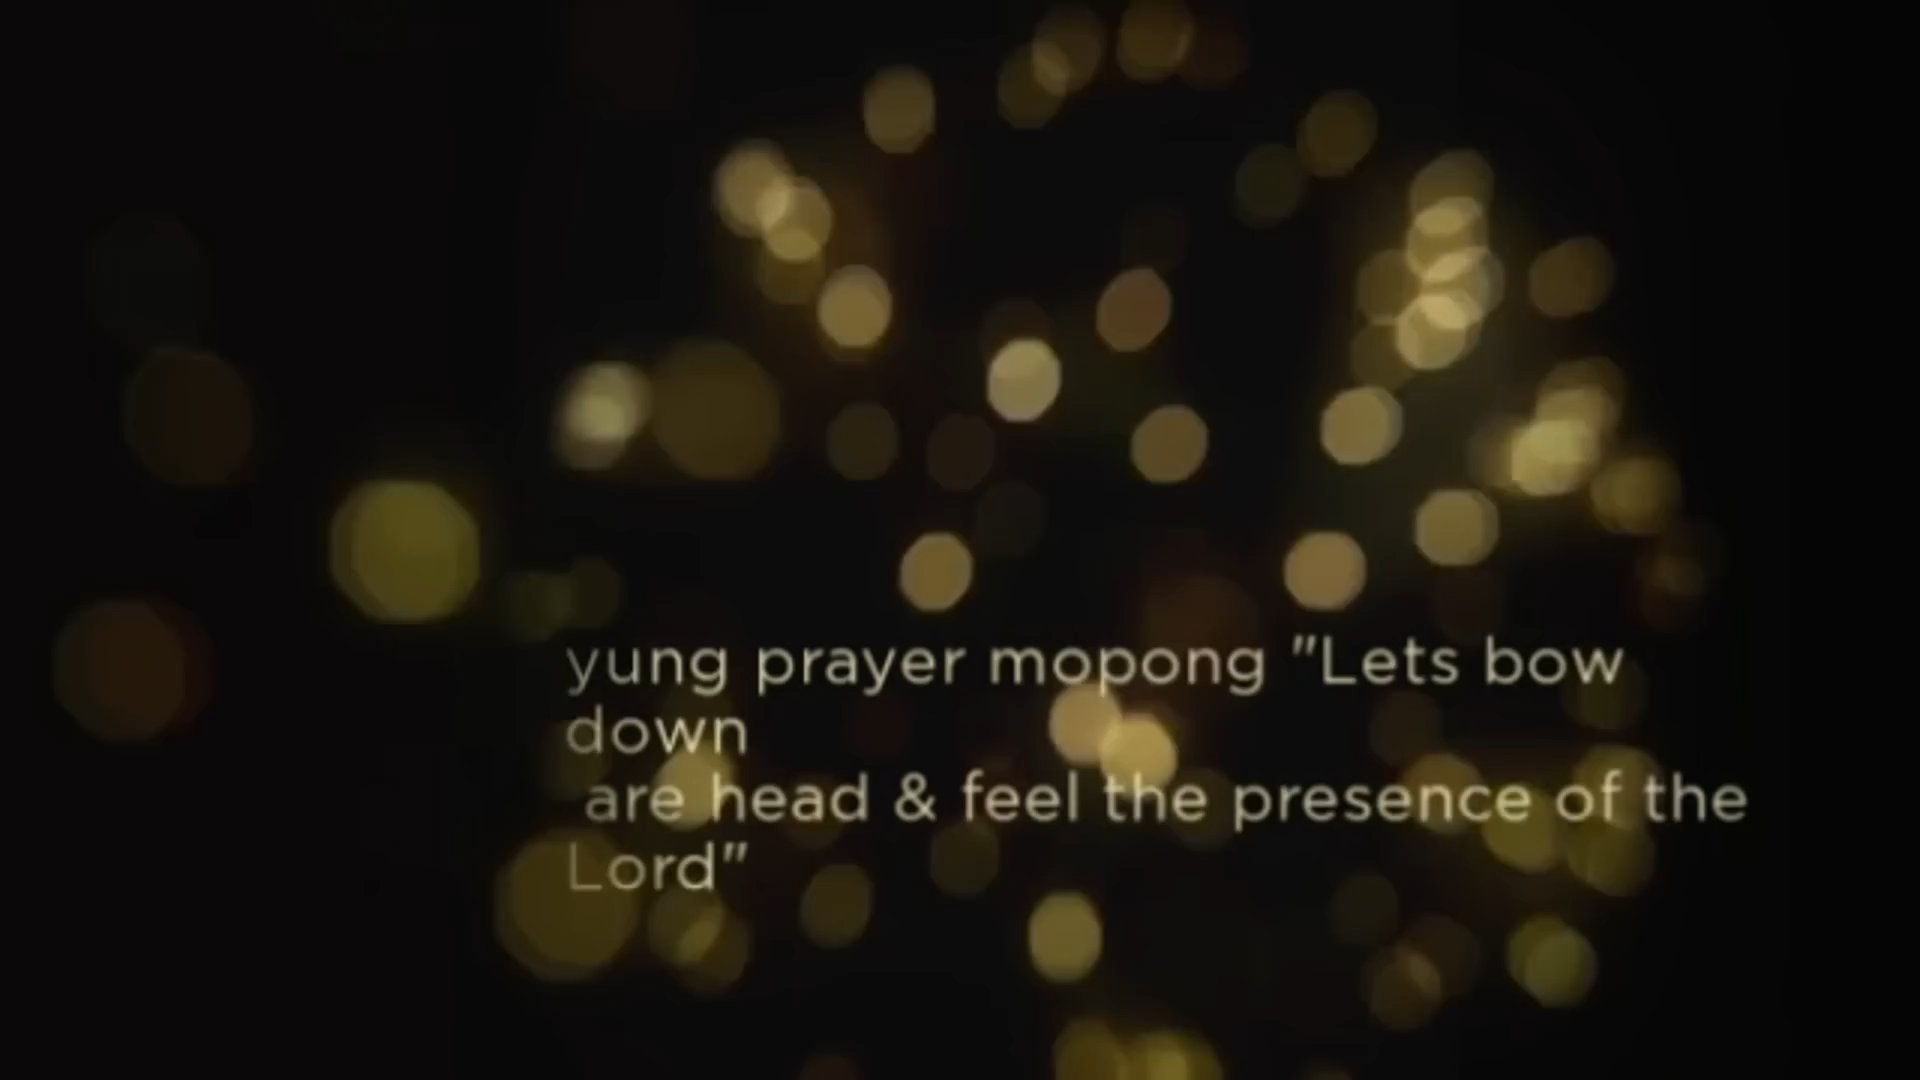 yung prayer mopong "Lets bow
down
are head & feel the presence of the
Lord"